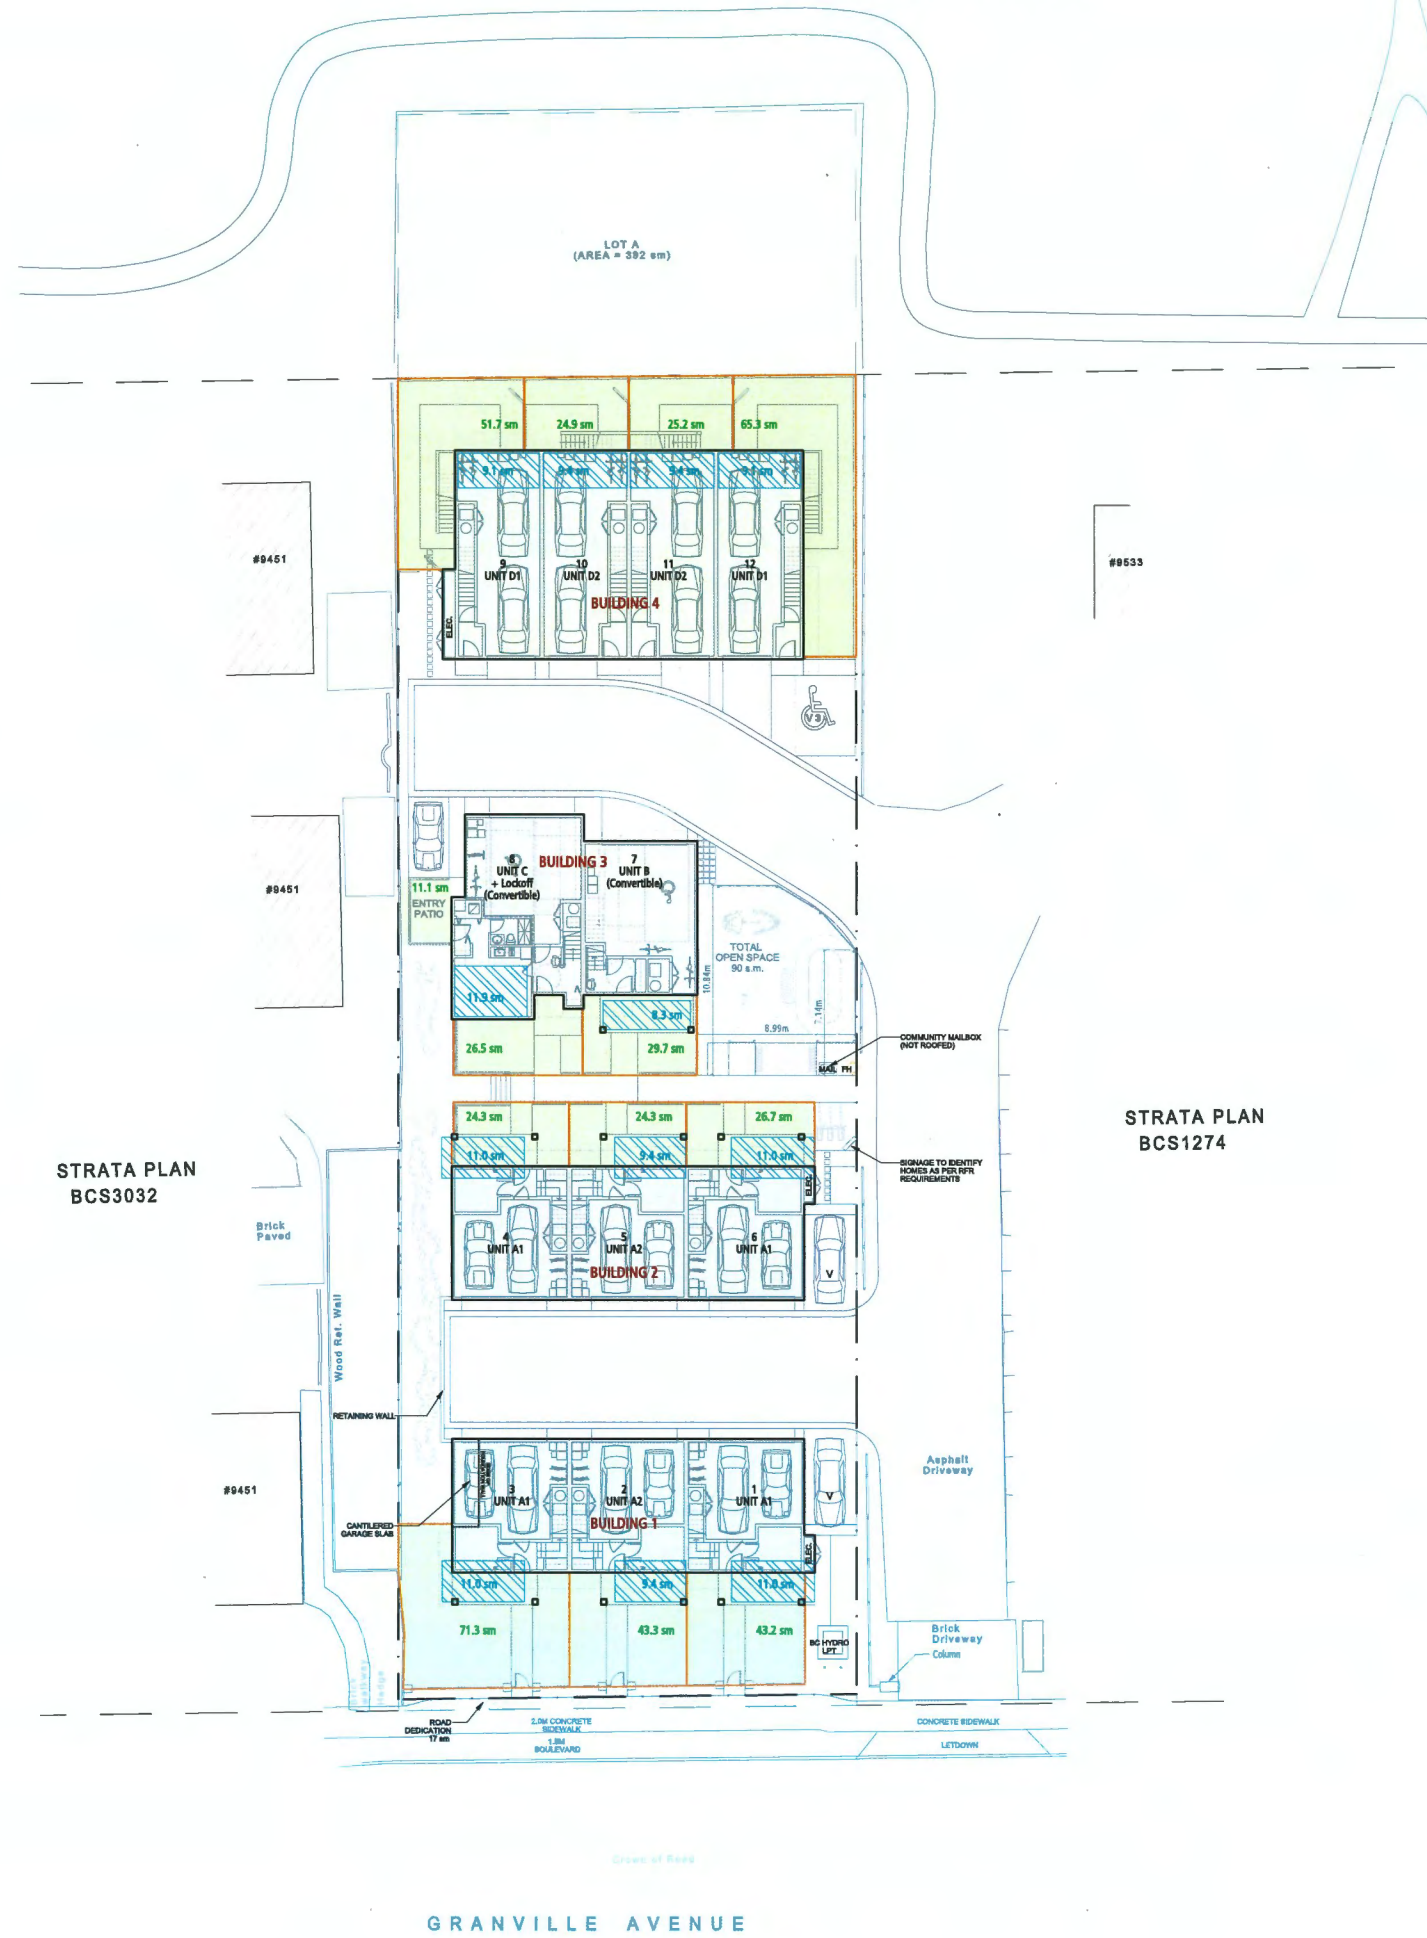 LOT A
(AREA = 392 sm)
51.7 sm
24.9 sm
25.2 sm
65.3 sm
9.1 sm
9.4 sm
9.4 sm
9.1 sm
#9451
#9533
9
UNIT D1
10
UNIT D2
11
UNIT D2
12
UNIT D1
BUILDING 4
ELEC.
V3
6
UNIT C
+ Lockoff
(Convertible)
BUILDING 3
7
UNIT B
(Convertible)
#9451
11.1 sm
ENTRY
PATIO
TOTAL
OPEN SPACE
90 s.m.
10.84m
7.14m
8.99m
11.9 sm
8.3 sm
26.5 sm
29.7 sm
COMMUNITY MAILBOX
(NOT ROOFED)
MAIL PH
24.3 sm
24.3 sm
26.7 sm
11.0 sm
9.4 sm
11.0 sm
STRATA PLAN
BCS1274
STRATA PLAN
BCS3032
SIGNAGE TO IDENTIFY
HOMES AS PER RFR
REQUIREMENTS
ELEC.
Brick
Paved
4
UNIT A1
5
UNIT A2
6
UNIT A1
BUILDING 2
V
Wood Ret. Wall
RETAINING WALL
Asphalt
Driveway
#9451
3
UNIT A1
2
UNIT A2
1
UNIT A1
V
BUILDING 1
CANTILERED
GARAGE SLAB
ELEC.
11.0 sm
9.4 sm
11.0 sm
71.3 sm
43.3 sm
43.2 sm
BC HYDRO
LPT
Brick
Driveway
Column
Hedge
ROAD
DEDICATION
17 sm
2.0M CONCRETE
SIDEWALK
1.5M
BOULEVARD
CONCRETE SIDEWALK
LETDOWN
Crown of Road
GRANVILLE AVENUE